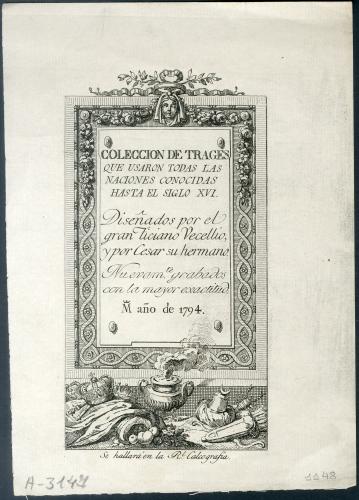 COLECCION DE TRAGES
QUE USARON TODAS LAS
NACIONES CONOCIDAS
HASTA EL SIGLO XVI.
Diseñados por el
gran Ticiano Vecellio,
y por Cesar su hermano.
Nuevam.te grabados
con la mayor exactitud.
M. año de 1794.
Se hallará en la Rl. Calcografia
A-3142